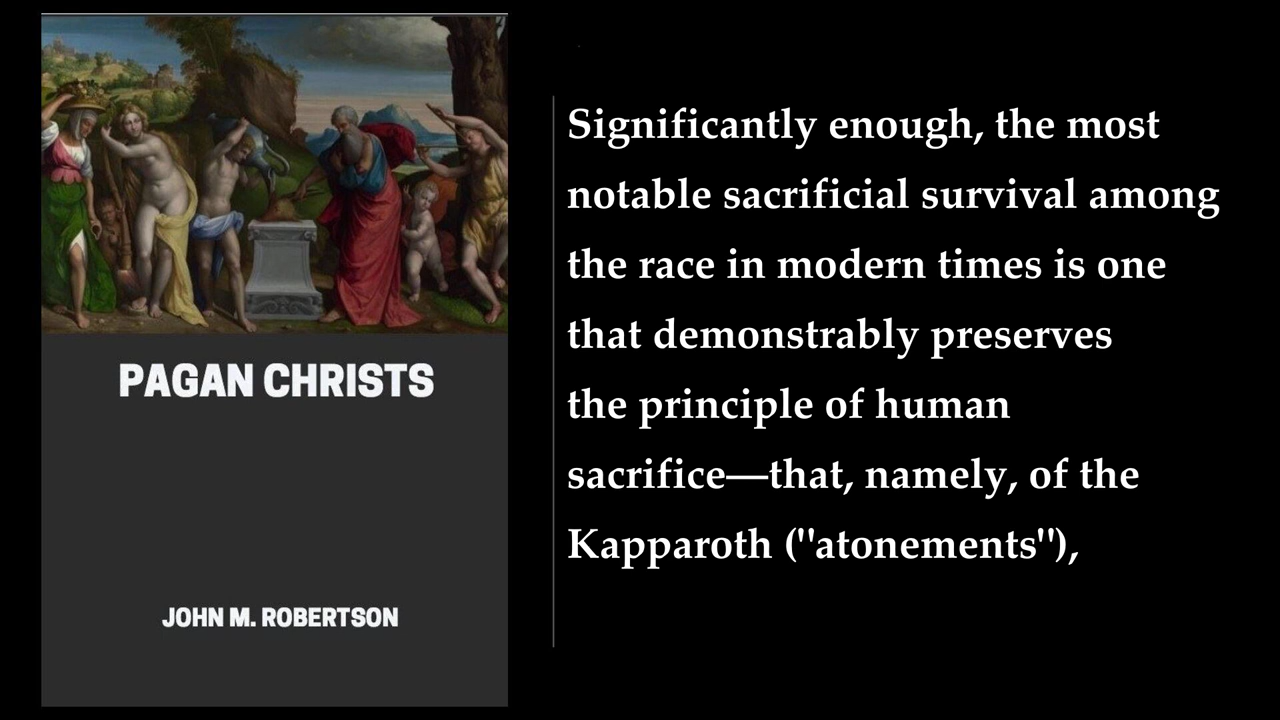 PAGAN CHRISTS
JOHN M. ROBERTSON
Significantly enough, the most
notable sacrificial survival among
the race in modern times is one
that demonstrably preserves
the principle of human
sacrifice—that, namely, of the
Kapparoth ("atonements"),